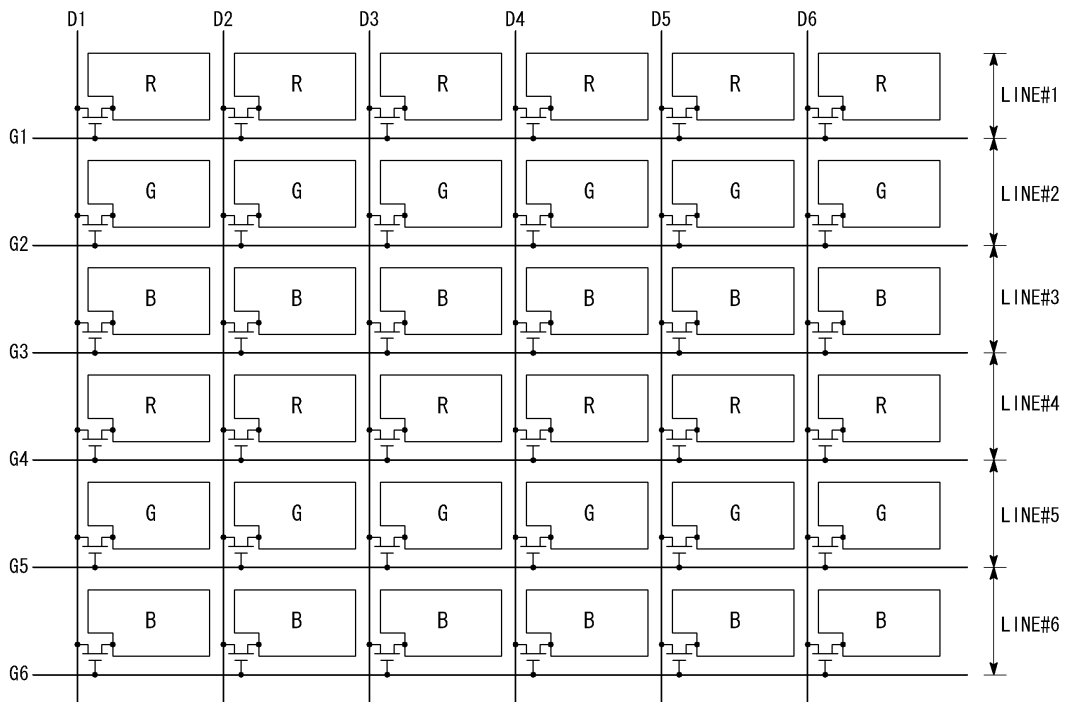 D1 D2 D3 D4 D5 D6
R R R R R R LINE#1
G1
G G G G G G LINE#2
G2
B B B B B B LINE#3
G3
R R R R R R LINE#4
G4
G G G G G G LINE#5
G5
B B B B B B LINE#6
G6